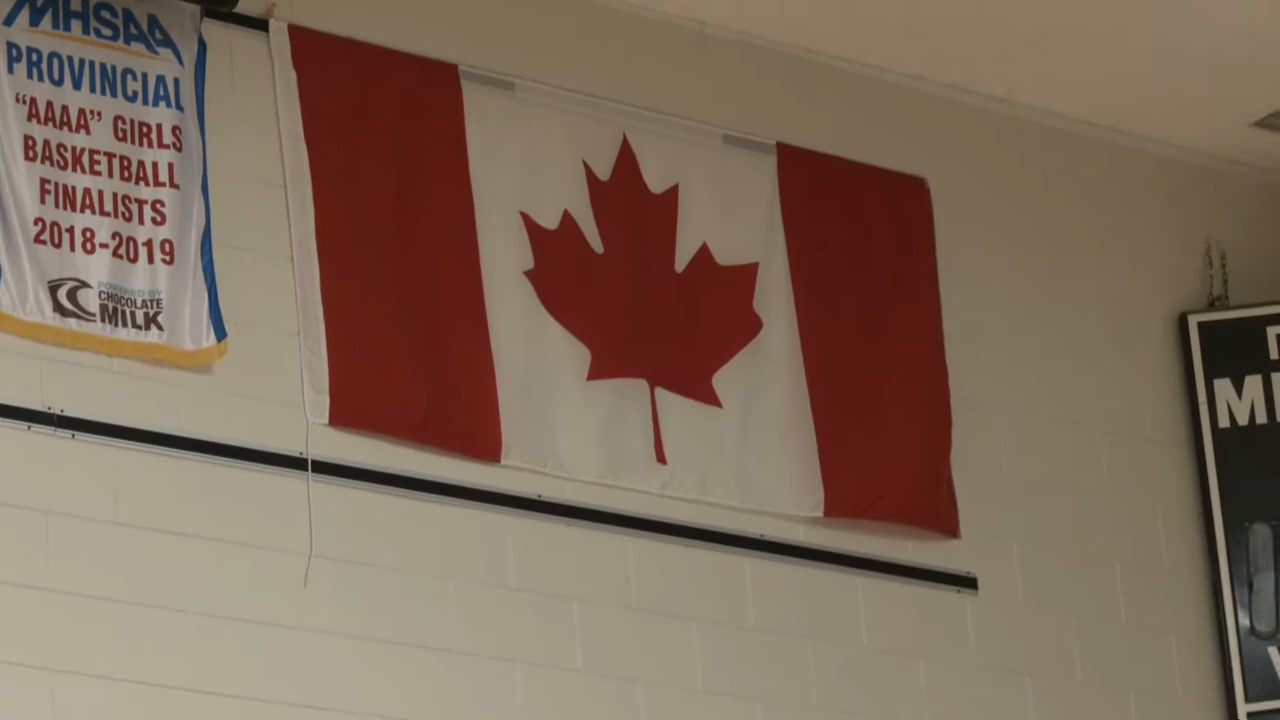 MHSAA
PROVINCIAL
“AAAA” GIRLS
BASKETBALL
FINALISTS
2018-2019
POWERED BY
CHOCOLATE
MILK